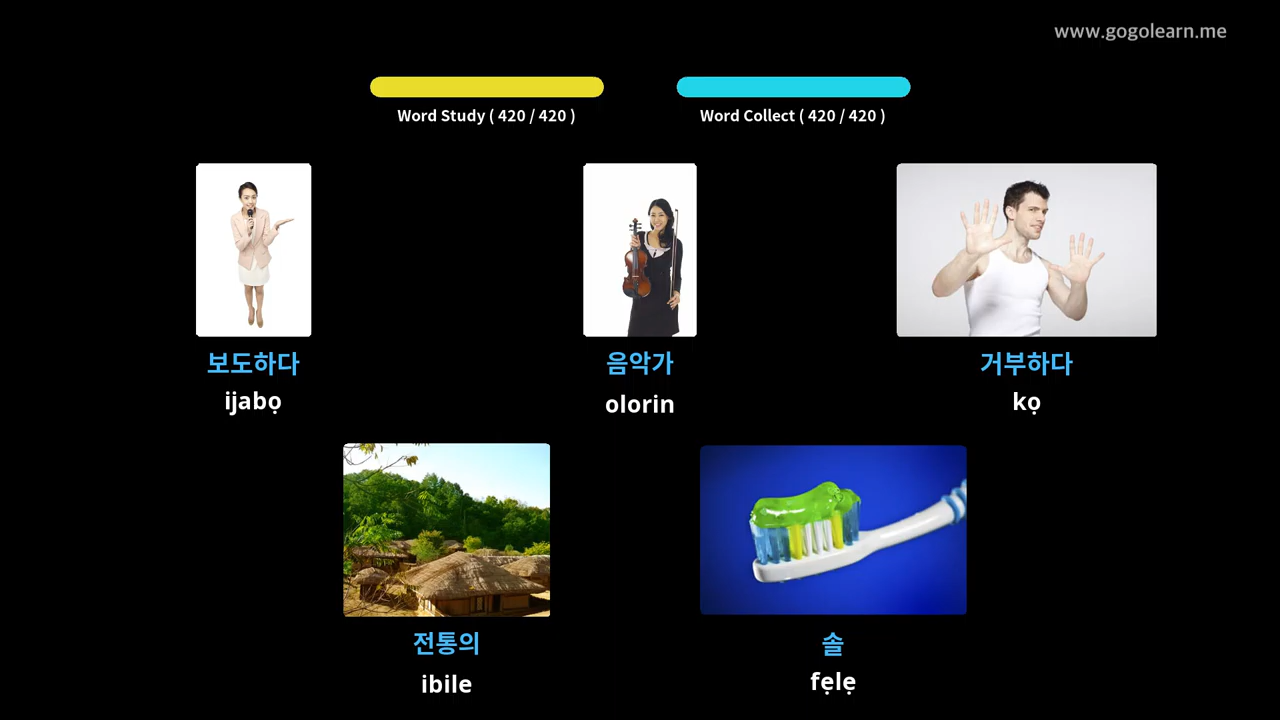 www.gogolearn.me
Word Study ( 420 / 420 )
Word Collect ( 420 / 420 )
보도하다
ijabọ
음악가
olorin
거부하다
kọ
전통의
ibile
솔
fẹlẹ